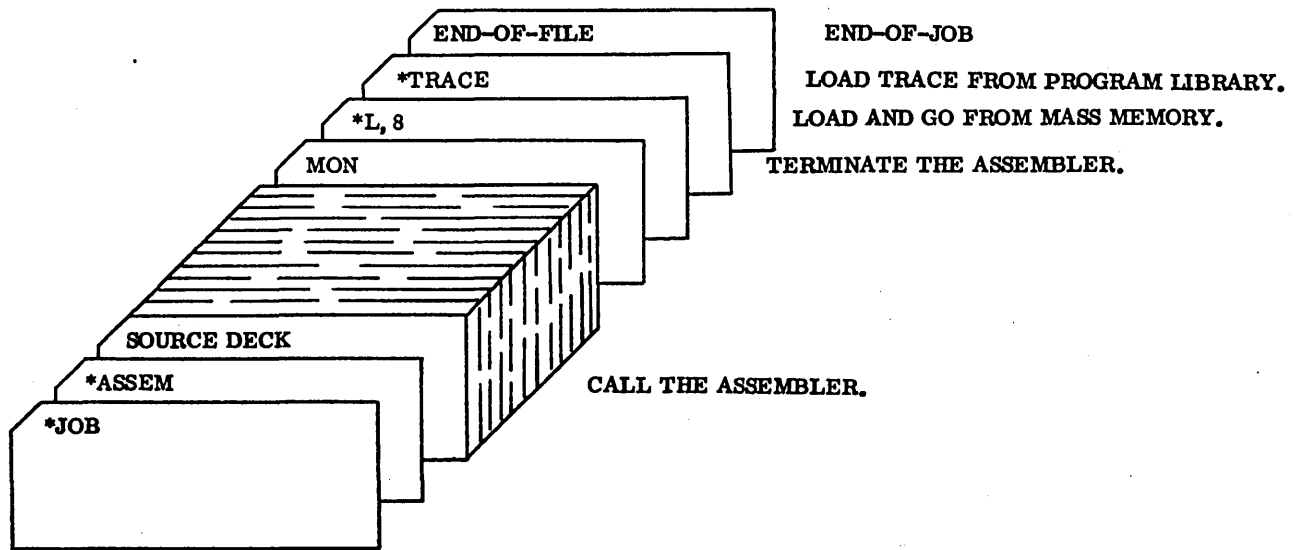 END-OF-FILE END-OF-JOB
*TRACE LOAD TRACE FROM PROGRAM LIBRARY.
*L, 8 LOAD AND GO FROM MASS MEMORY.
MON TERMINATE THE ASSEMBLER.
SOURCE DECK
*ASSEM CALL THE ASSEMBLER.
*JOB